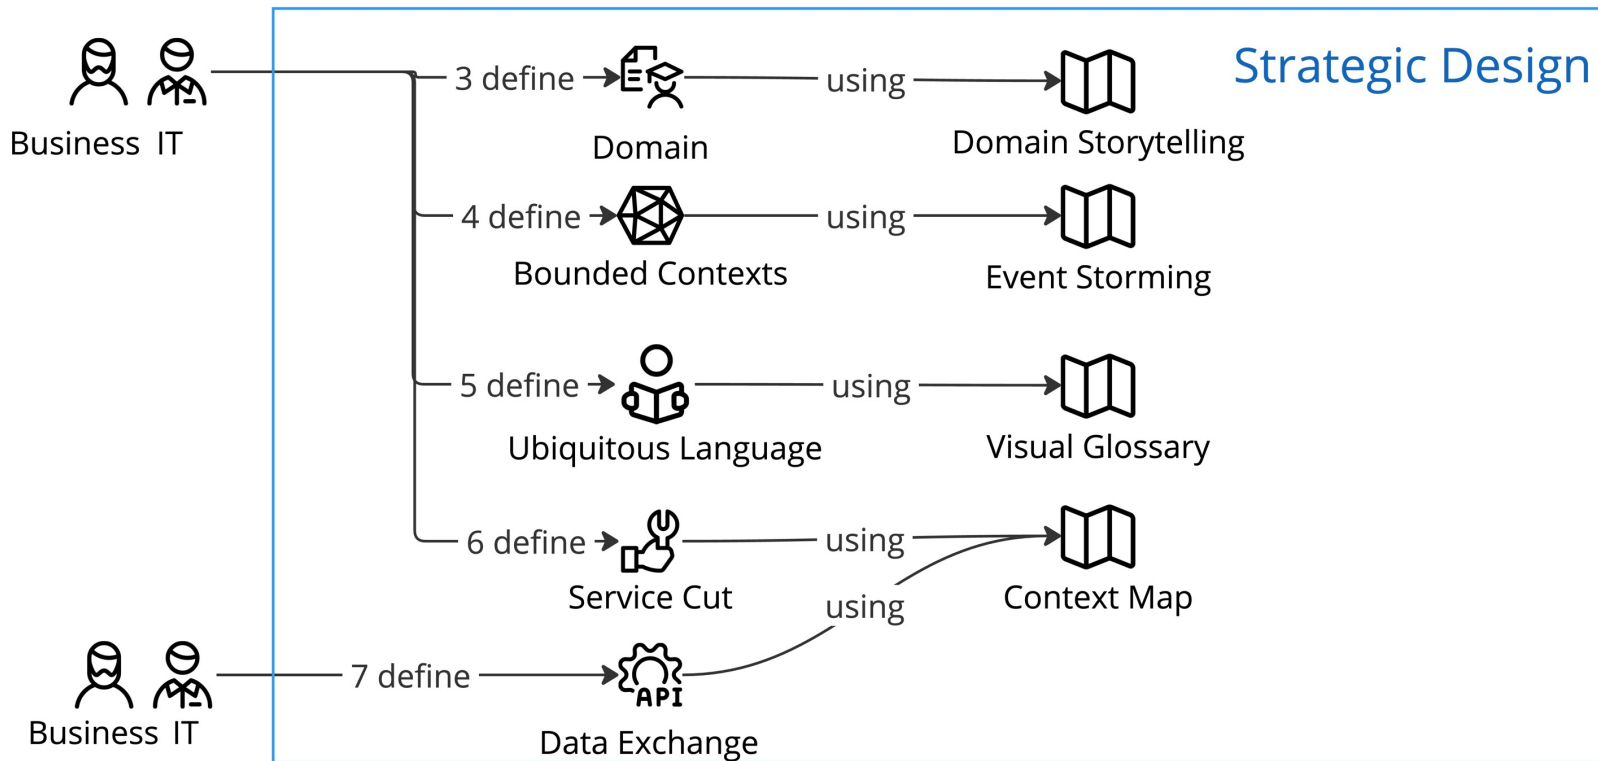 Strategic Design
Business IT
3 define
Domain
using
Domain Storytelling
4 define
Bounded Contexts
using
Event Storming
5 define
Ubiquitous Language
using
Visual Glossary
6 define
Service Cut
using
Context Map
using
Business IT
7 define
API
Data Exchange